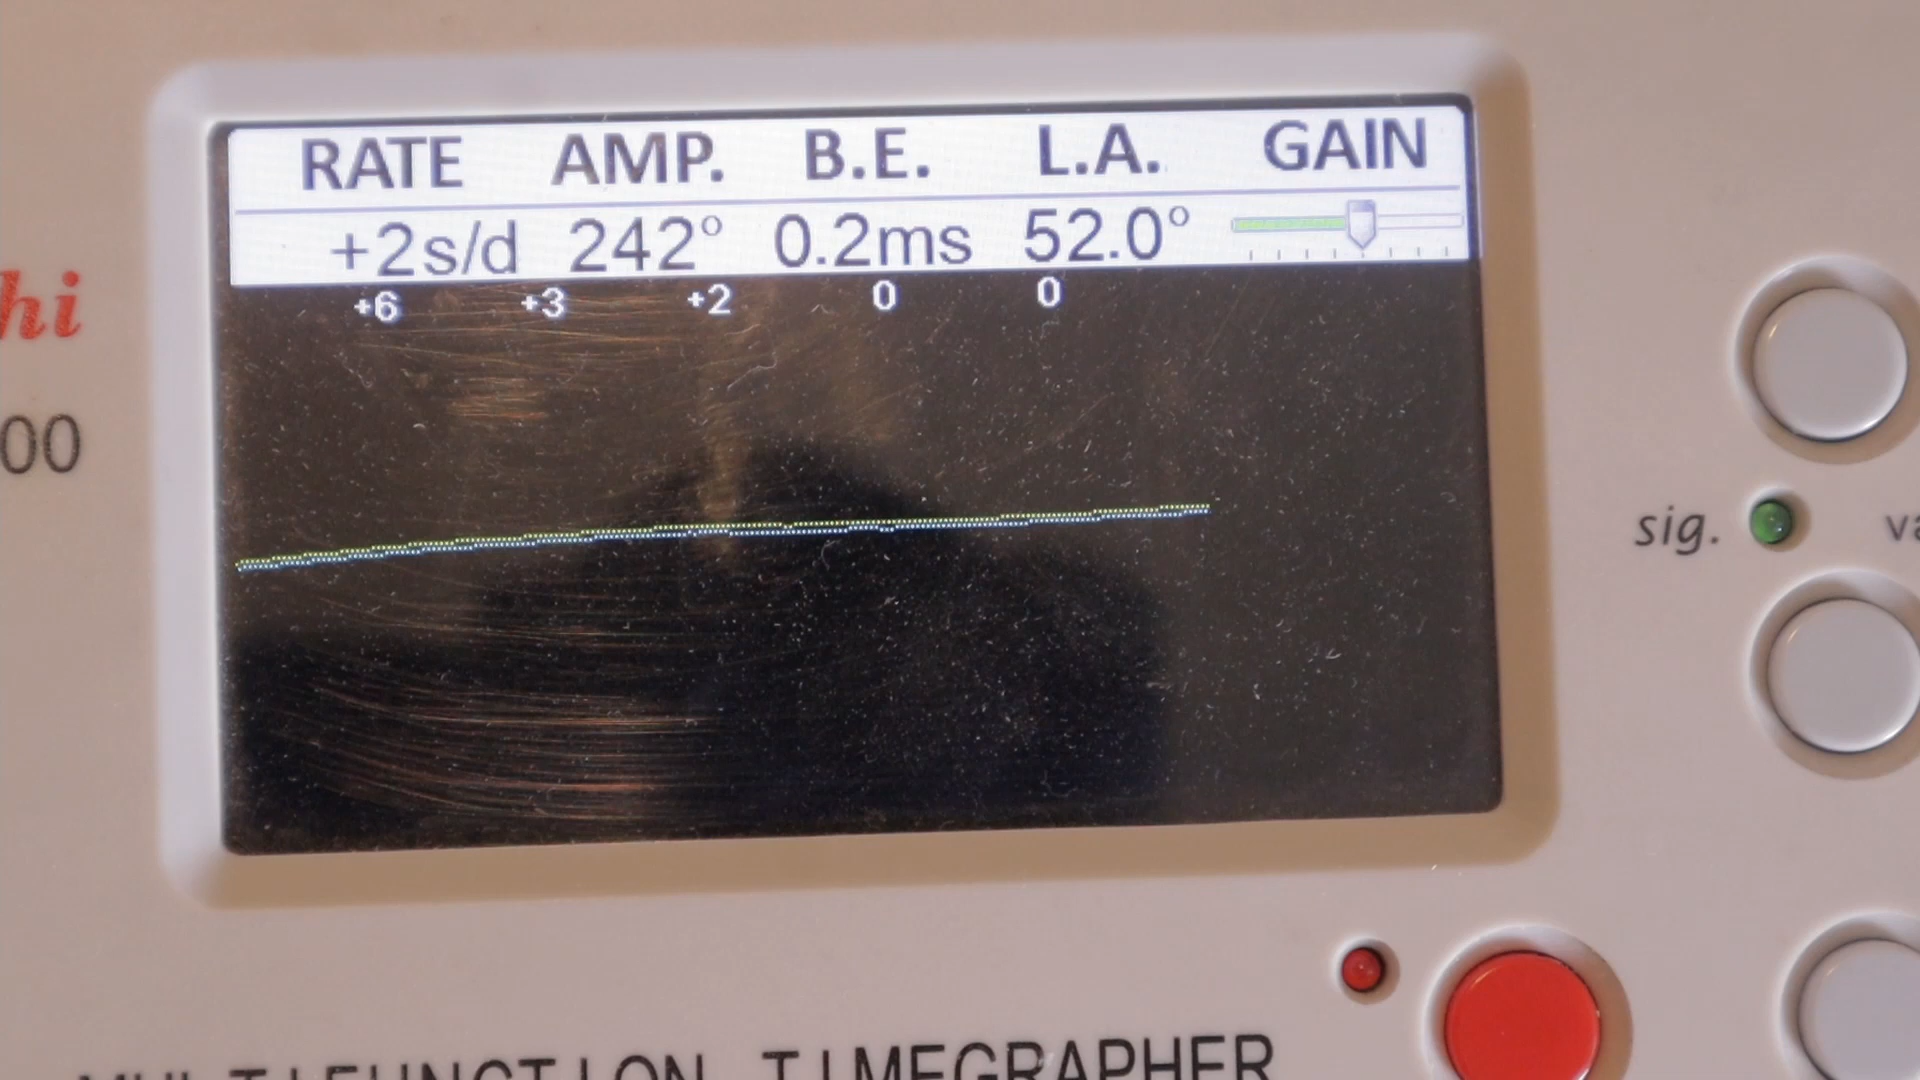 RATE AMP. B.E. L.A. GAIN
+2s/d 242° 0.2ms 52.0°
+6 +3 +2 0 0
hi
00
sig. va
MULTIFUNCTION TIMEGRAPHER